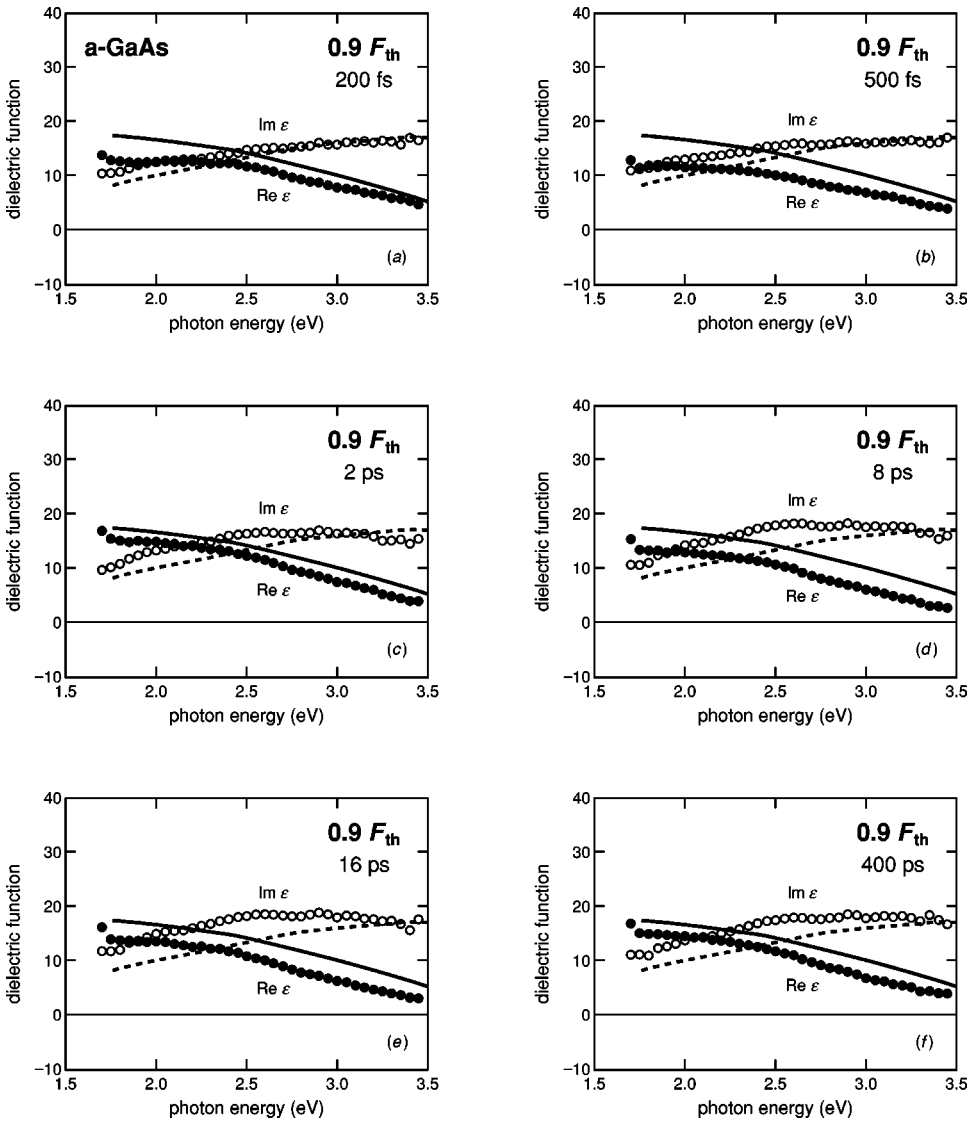 a-GaAs
0.9 Fth
200 fs
Im ε
Re ε
(a)
40
30
20
10
0
−10
1.5 2.0 2.5 3.0 3.5
photon energy (eV)
dielectric function
0.9 Fth
500 fs
Im ε
Re ε
(b)
40
30
20
10
0
−10
1.5 2.0 2.5 3.0 3.5
photon energy (eV)
dielectric function
0.9 Fth
2 ps
Im ε
Re ε
(c)
40
30
20
10
0
−10
1.5 2.0 2.5 3.0 3.5
photon energy (eV)
dielectric function
0.9 Fth
8 ps
Im ε
Re ε
(d)
40
30
20
10
0
−10
1.5 2.0 2.5 3.0 3.5
photon energy (eV)
dielectric function
0.9 Fth
16 ps
Im ε
Re ε
(e)
40
30
20
10
0
−10
1.5 2.0 2.5 3.0 3.5
photon energy (eV)
dielectric function
0.9 Fth
400 ps
Im ε
Re ε
(f)
40
30
20
10
0
−10
1.5 2.0 2.5 3.0 3.5
photon energy (eV)
dielectric function